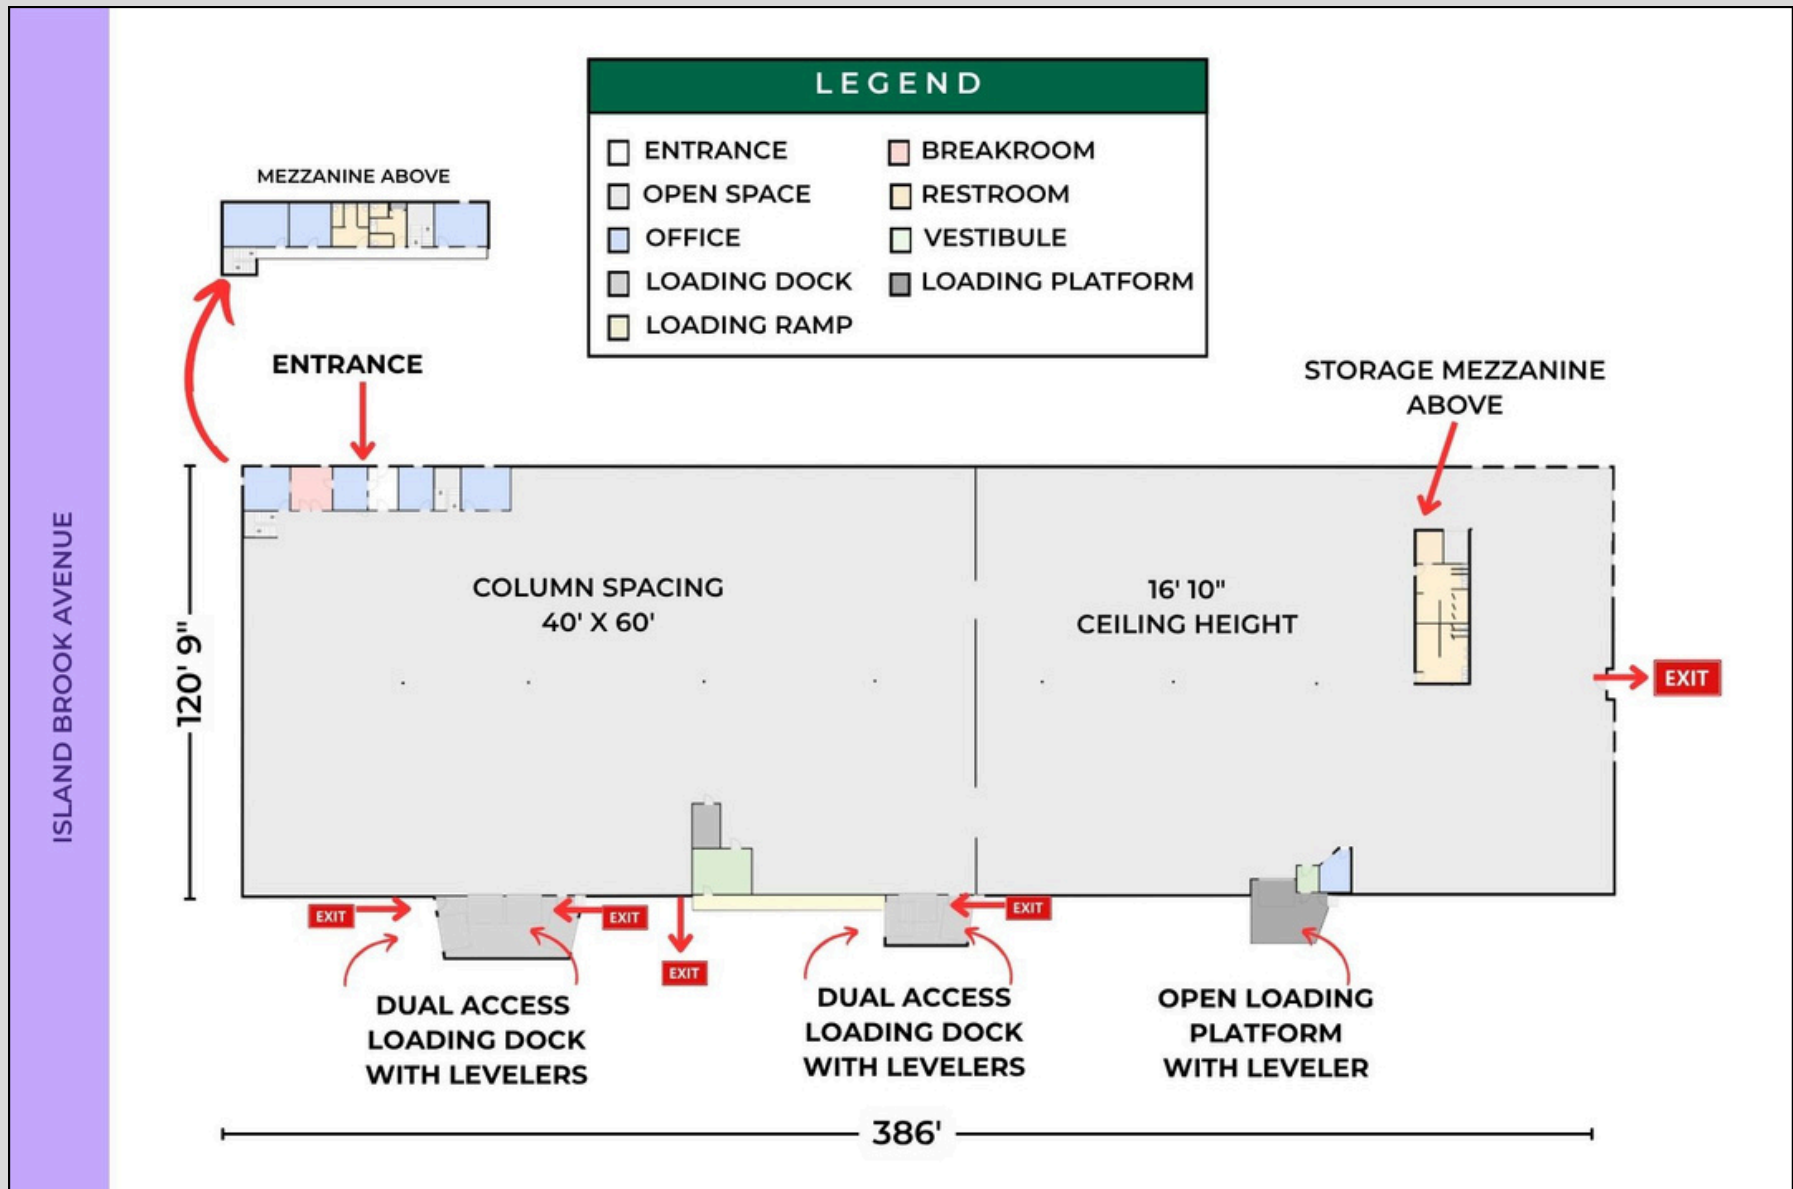 LEGEND
ENTRANCE
OPEN SPACE
OFFICE
LOADING DOCK
LOADING RAMP
BREAKROOM
RESTROOM
VESTIBULE
LOADING PLATFORM
MEZZANINE ABOVE
ENTRANCE
STORAGE MEZZANINE
ABOVE
ISLAND BROOK AVENUE
120' 9"
COLUMN SPACING
40' X 60'
16' 10"
CEILING HEIGHT
EXIT
EXIT
EXIT
EXIT
EXIT
DUAL ACCESS
LOADING DOCK
WITH LEVELERS
DUAL ACCESS
LOADING DOCK
WITH LEVELERS
OPEN LOADING
PLATFORM
WITH LEVELER
386'